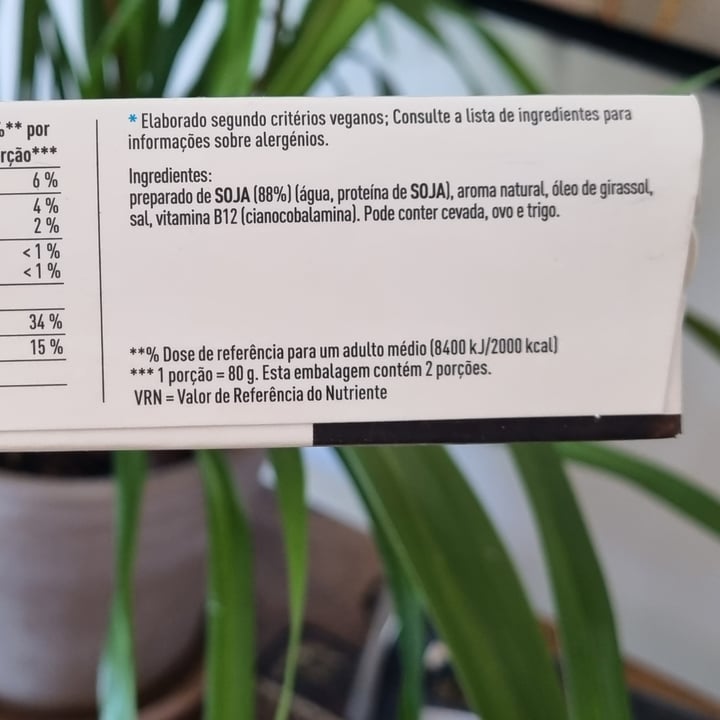 %** por
rção***
6 %
4 %
2 %
<1 %
<1 %
34 %
15 %
* Elaborado segundo critérios veganos; Consulte a lista de ingredientes para
informações sobre alergénios.
Ingredientes:
preparado de SOJA (88%) (água, proteína de SOJA), aroma natural, óleo de girassol,
sal, vitamina B12 (cianocobalamina). Pode conter cevada, ovo e trigo.
**% Dose de referência para um adulto médio (8400 kJ/2000 kcal)
*** 1 porção = 80 g. Esta embalagem contém 2 porções.
VRN = Valor de Referência do Nutriente